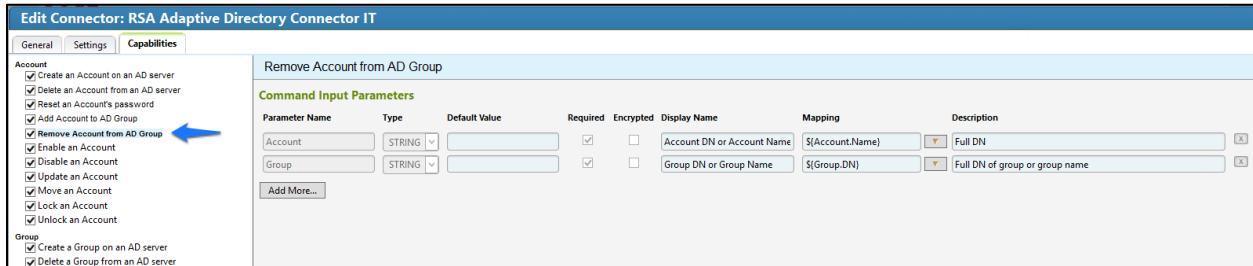 Edit Connector: RSA Adaptive Directory Connector IT
General Settings Capabilities
Account
Create an Account on an AD server
Delete an Account from an AD server
Reset an Account's password
Add Account to AD Group
Remove Account from AD Group
Enable an Account
Disable an Account
Update an Account
Move an Account
Lock an Account
Unlock an Account
Group
Create a Group on an AD server
Delete a Group from an AD server
Remove Account from AD Group
Command Input Parameters
Parameter Name Type Default Value Required Encrypted Display Name Mapping Description
Account STRING Account DN or Account Name ${Account.Name} Full DN X
Group STRING Group DN or Group Name ${Group.DN} Full DN of group or group name X
Add More...